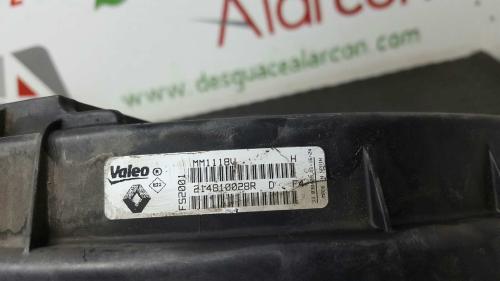 Alarcon
www.desguacealarcon.com
Valeo ®
MM1118V H
FS2001
214810028R D